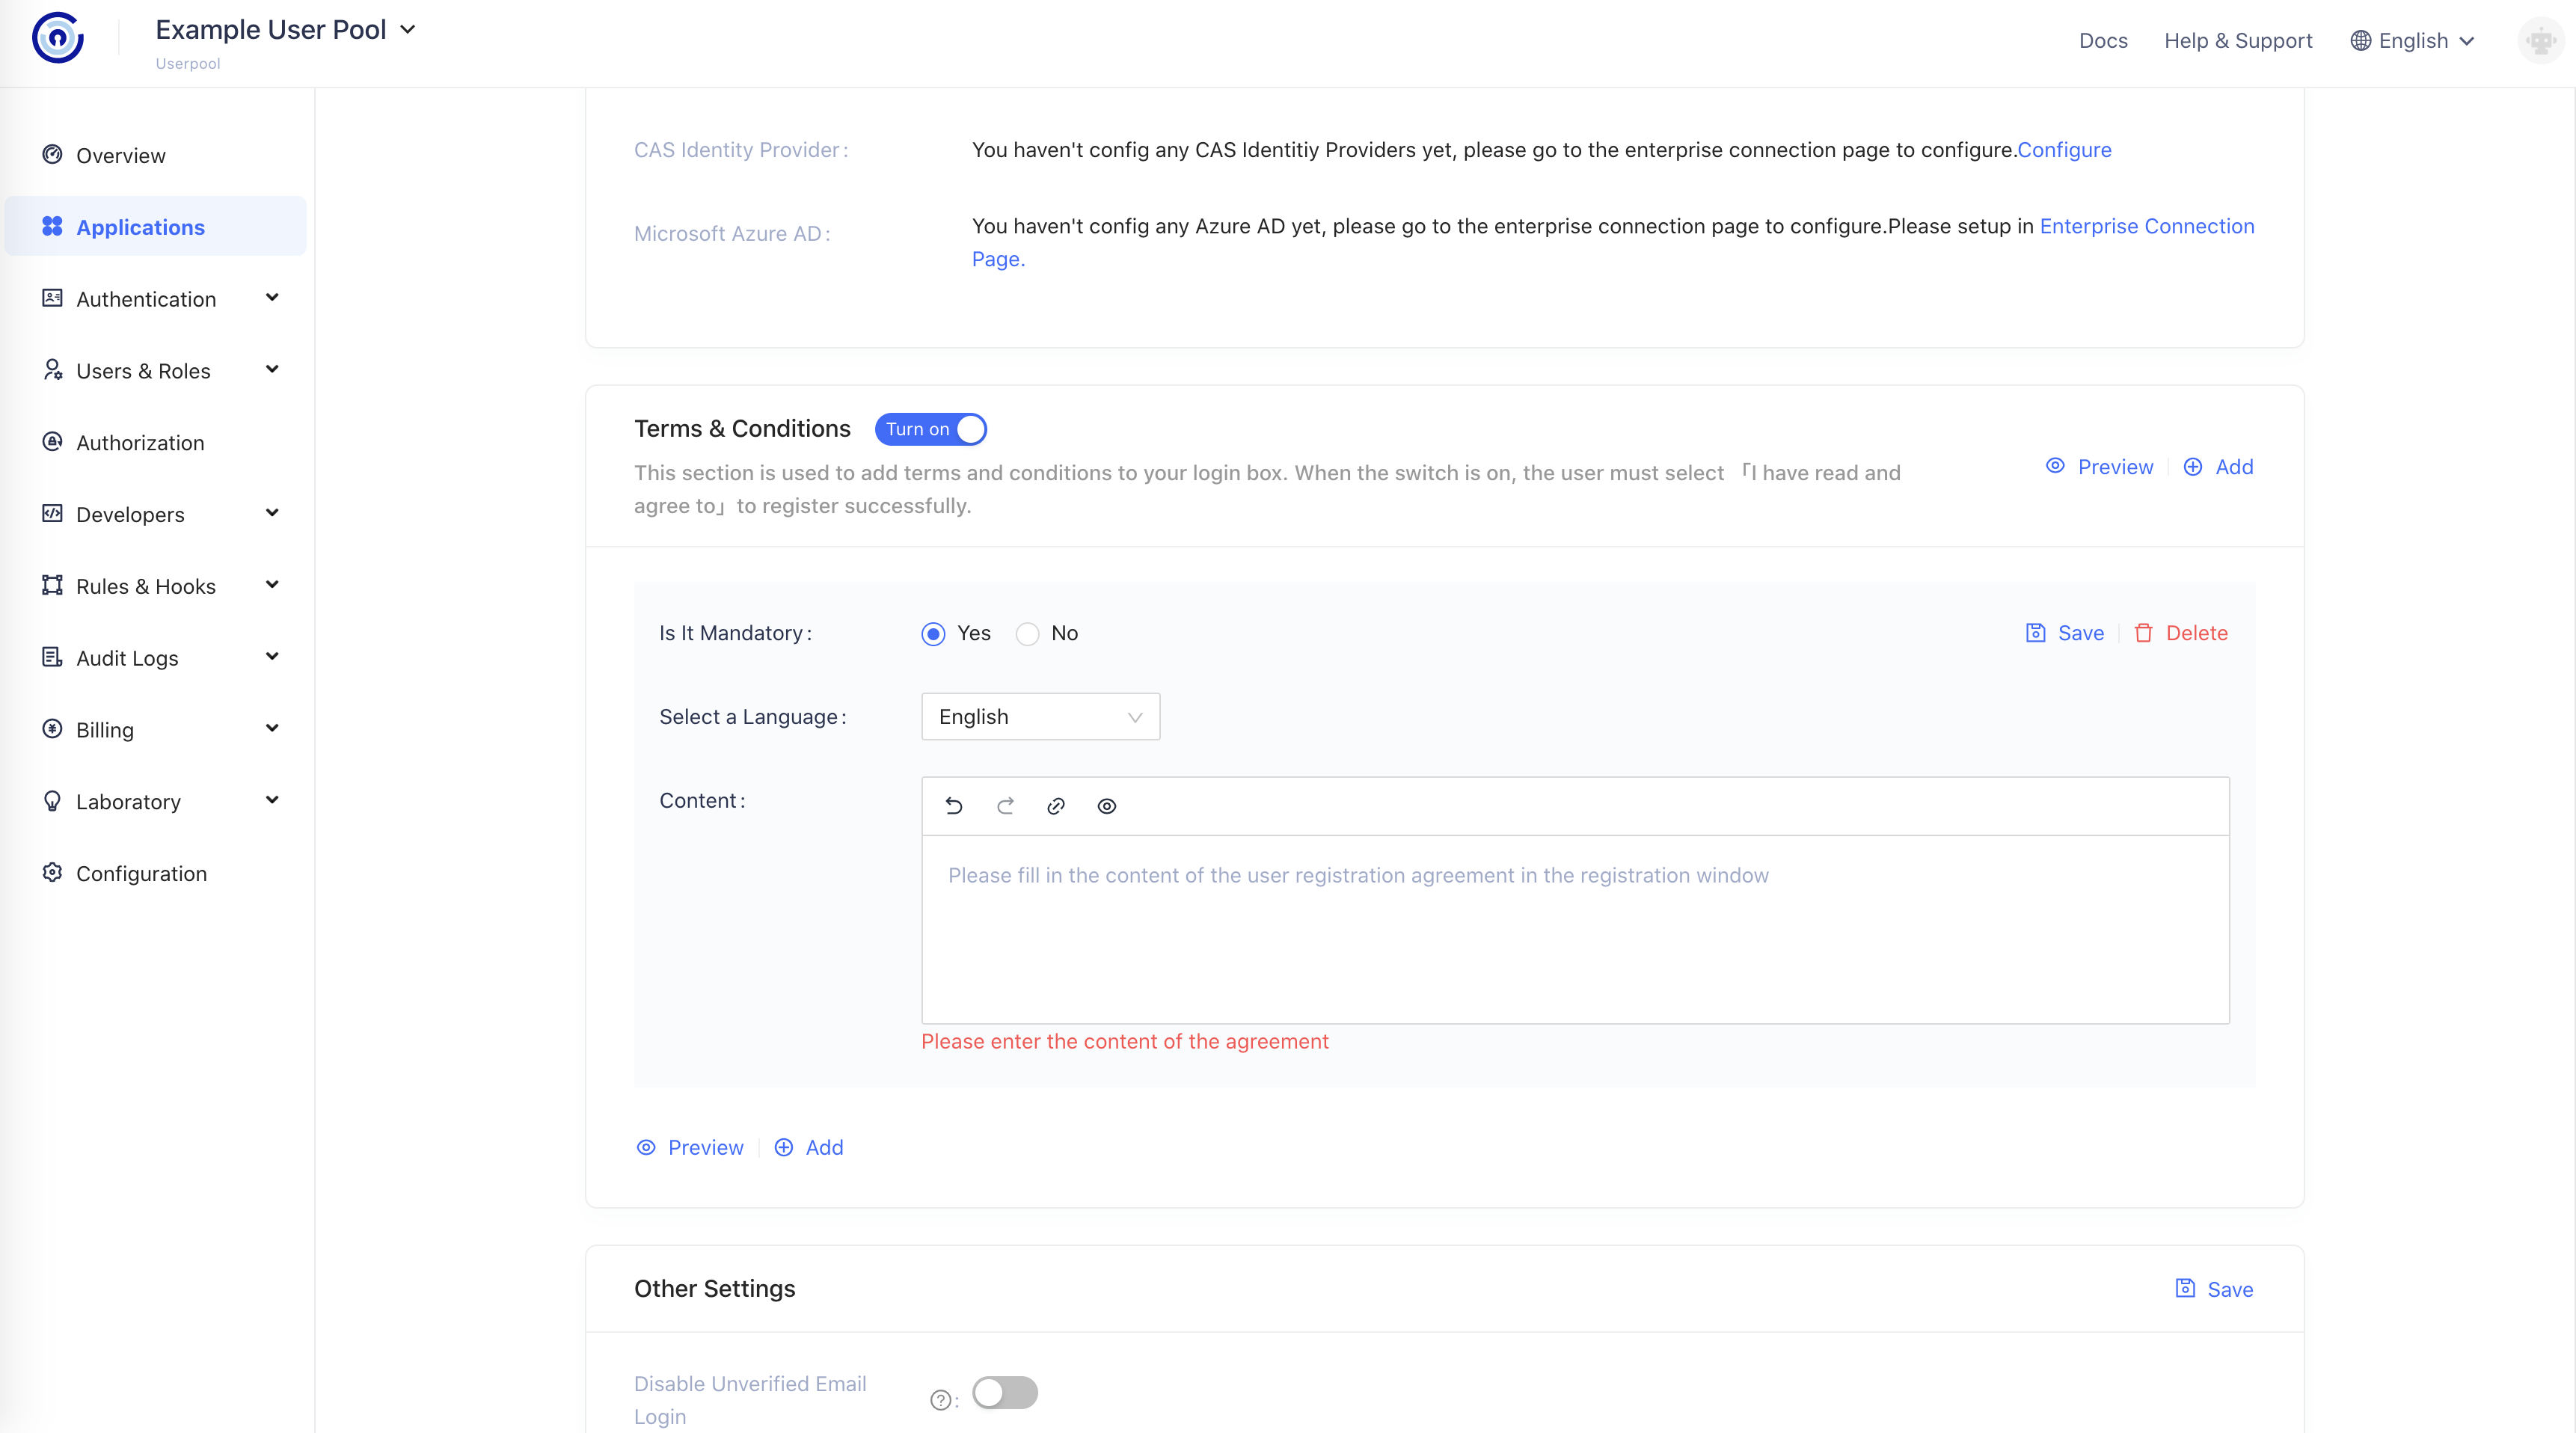 Example User Pool
Userpool
Docs
Help & Support
English
Overview
Applications
Authentication
Users & Roles
Authorization
Developers
Rules & Hooks
Audit Logs
Billing
Laboratory
Configuration
CAS Identity Provider :
You haven't config any CAS Identitiy Providers yet, please go to the enterprise connection page to configure.Configure
Microsoft Azure AD :
You haven't config any Azure AD yet, please go to the enterprise connection page to configure.Please setup in Enterprise Connection
Page.
Terms & Conditions
Turn on
This section is used to add terms and conditions to your login box. When the switch is on, the user must select 「I have read and
agree to」 to register successfully.
Preview
Add
Is It Mandatory :
Yes
No
Save
Delete
Select a Language :
English
Content :
Please fill in the content of the user registration agreement in the registration window
Please enter the content of the agreement
Preview
Add
Other Settings
Save
Disable Unverified Email
Login
? :